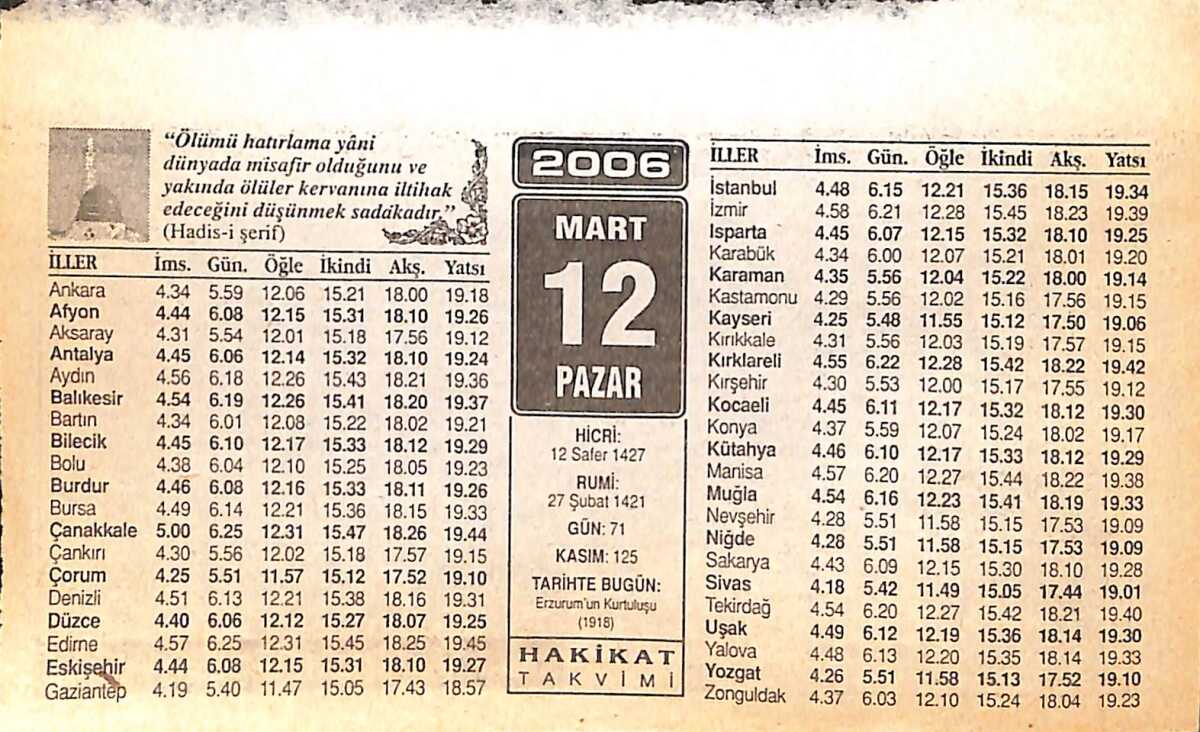 “Ölümü hatırlama yâni
dünyada misafir olduğunu ve
yakında ölüler kervanına iltihak
edeceğini düşünmek sadakadır.”
(Hadis-i şerif)
İLLER İms. Gün. Öğle İkindi Akş. Yatsı
Ankara 4.34 5.59 12.06 15.21 18.00 19.18
Afyon 4.44 6.08 12.15 15.31 18.10 19.26
Aksaray 4.31 5.54 12.01 15.18 17.56 19.12
Antalya 4.45 6.06 12.14 15.32 18.10 19.24
Aydın 4.56 6.18 12.26 15.43 18.21 19.36
Balıkesir 4.54 6.19 12.26 15.41 18.20 19.37
Bartın 4.34 6.01 12.08 15.22 18.02 19.21
Bilecik 4.45 6.10 12.17 15.33 18.12 19.29
Bolu 4.38 6.04 12.10 15.25 18.05 19.23
Burdur 4.46 6.08 12.16 15.33 18.11 19.26
Bursa 4.49 6.14 12.21 15.36 18.15 19.33
Çanakkale 5.00 6.25 12.31 15.47 18.26 19.44
Çankırı 4.30 5.56 12.02 15.18 17.57 19.15
Çorum 4.25 5.51 11.57 15.12 17.52 19.10
Denizli 4.51 6.13 12.21 15.38 18.16 19.31
Düzce 4.40 6.06 12.12 15.27 18.07 19.25
Edirne 4.57 6.25 12.31 15.45 18.25 19.45
Eskişehir 4.44 6.08 12.15 15.31 18.10 19.27
Gaziantep 4.19 5.40 11.47 15.05 17.43 18.57
2006
MART
12
PAZAR
HİCRİ:
12 Safer 1427
RUMİ:
27 Şubat 1421
GÜN: 71
KASIM: 125
TARİHTE BUGÜN:
Erzurum'un Kurtuluşu
(1918)
HAKİKAT
TAKVİMİ
İLLER İms. Gün. Öğle İkindi Akş. Yatsı
İstanbul 4.48 6.15 12.21 15.36 18.15 19.34
İzmir 4.58 6.21 12.28 15.45 18.23 19.39
Isparta 4.45 6.07 12.15 15.32 18.10 19.25
Karabük 4.34 6.00 12.07 15.21 18.01 19.20
Karaman 4.35 5.56 12.04 15.22 18.00 19.14
Kastamonu 4.29 5.56 12.02 15.16 17.56 19.15
Kayseri 4.25 5.48 11.55 15.12 17.50 19.06
Kırıkkale 4.31 5.56 12.03 15.19 17.57 19.15
Kırklareli 4.55 6.22 12.28 15.42 18.22 19.42
Kırşehir 4.30 5.53 12.00 15.17 17.55 19.12
Kocaeli 4.45 6.11 12.17 15.32 18.12 19.30
Konya 4.37 5.59 12.07 15.24 18.02 19.17
Kütahya 4.46 6.10 12.17 15.33 18.12 19.29
Manisa 4.57 6.20 12.27 15.44 18.22 19.38
Muğla 4.54 6.16 12.23 15.41 18.19 19.33
Nevşehir 4.28 5.51 11.58 15.15 17.53 19.09
Niğde 4.28 5.51 11.58 15.15 17.53 19.09
Sakarya 4.43 6.09 12.15 15.30 18.10 19.28
Sivas 4.18 5.42 11.49 15.05 17.44 19.01
Tekirdağ 4.54 6.20 12.27 15.42 18.21 19.40
Uşak 4.49 6.12 12.19 15.36 18.14 19.30
Yalova 4.48 6.13 12.20 15.35 18.14 19.33
Yozgat 4.26 5.51 11.58 15.13 17.52 19.10
Zonguldak 4.37 6.03 12.10 15.24 18.04 19.23